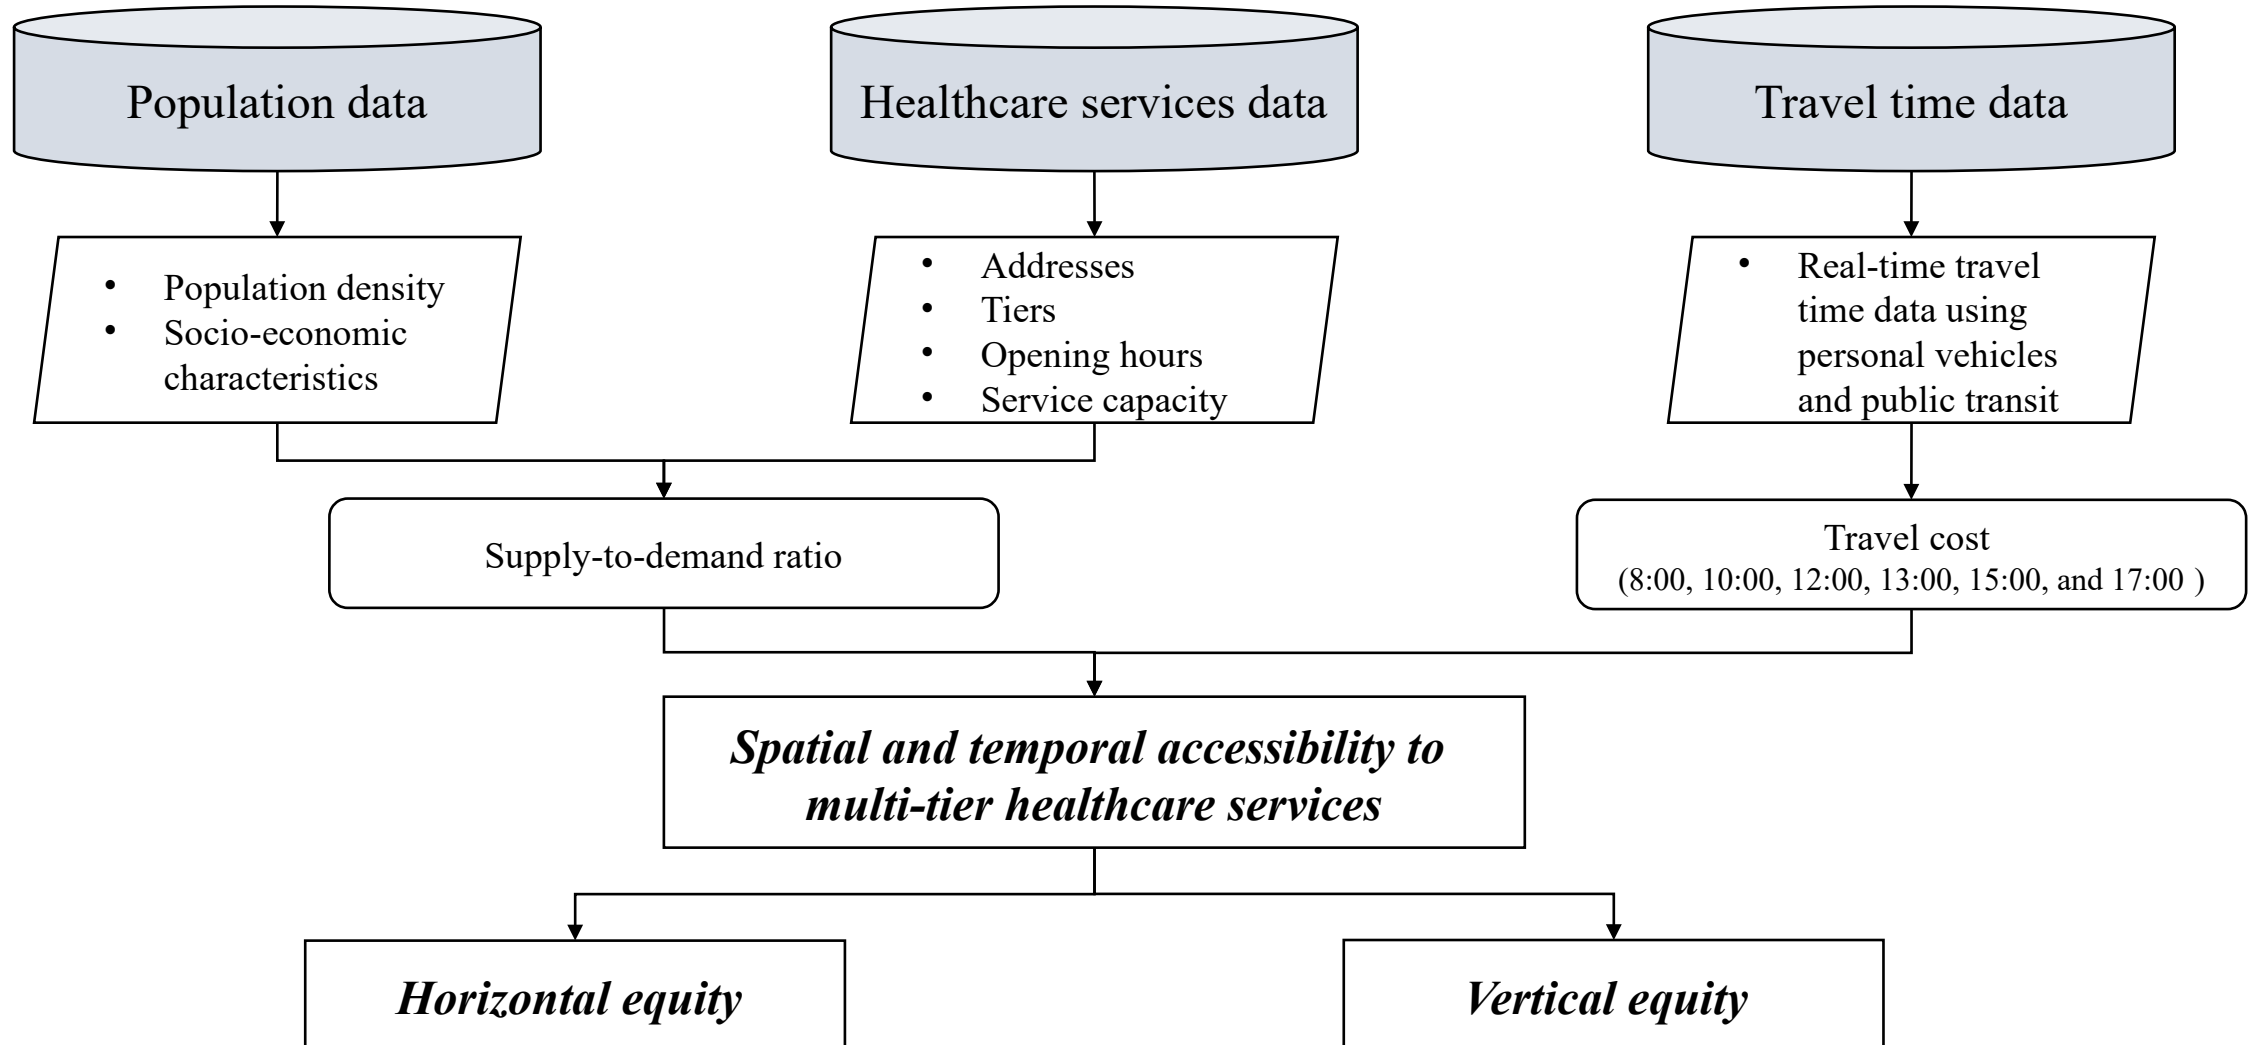 Population data
Healthcare services data
Travel time data
• Population density
• Socio-economic
characteristics
• Addresses
• Tiers
• Opening hours
• Service capacity
• Real-time travel
time data using
personal vehicles
and public transit
Supply-to-demand ratio
Travel cost
(8:00, 10:00, 12:00, 13:00, 15:00, and 17:00 )
Spatial and temporal accessibility to
multi-tier healthcare services
Horizontal equity
Vertical equity